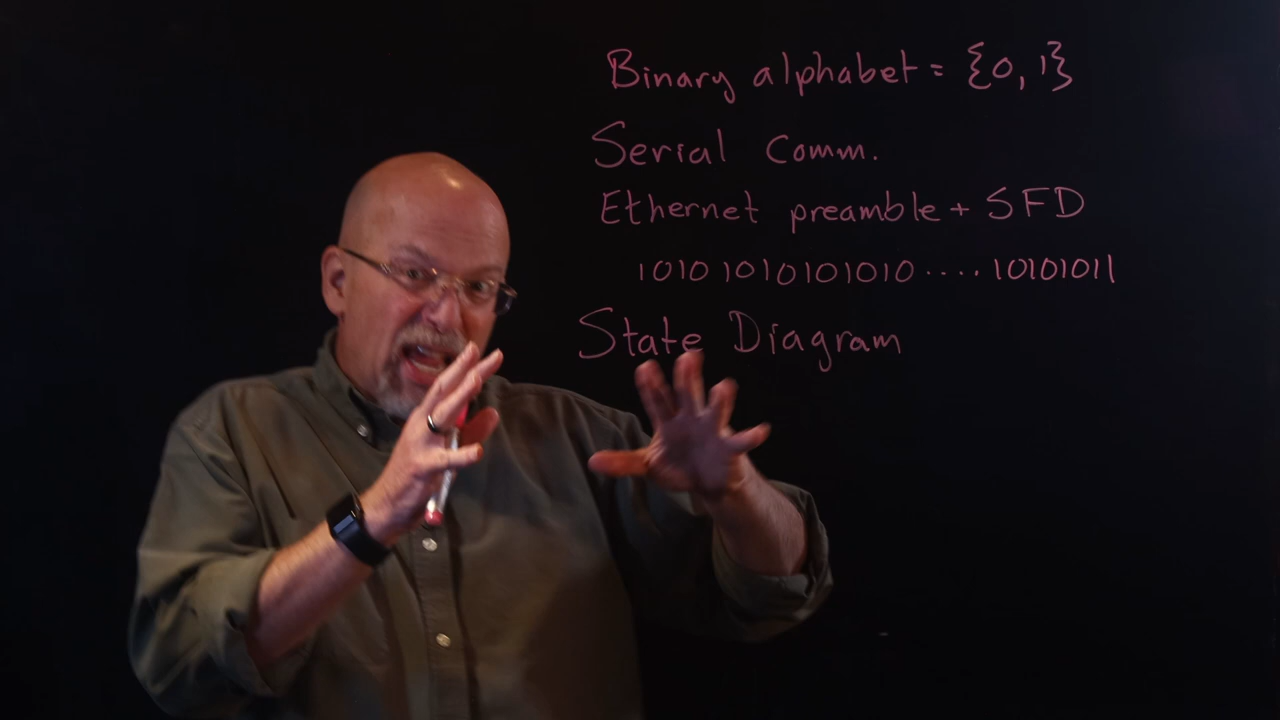 Binary alphabet = {0, 1}
Serial Comm.
Ethernet preamble + SFD
1010 1010101010 .... 10101011
State Diagram